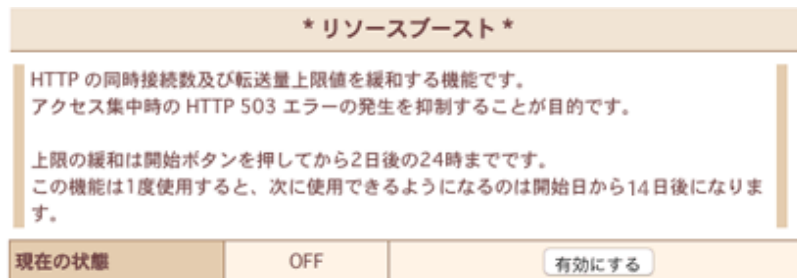 * リソースブースト *
HTTP の同時接続数及び転送量上限値を緩和する機能です。
アクセス集中時の HTTP 503 エラーの発生を抑制することが目的です。
上限の緩和は開始ボタンを押してから2日後の24時までです。
この機能は1度使用すると、次に使用できるようになるのは開始日から14日後になりま
す。
現在の状態 OFF 有効にする